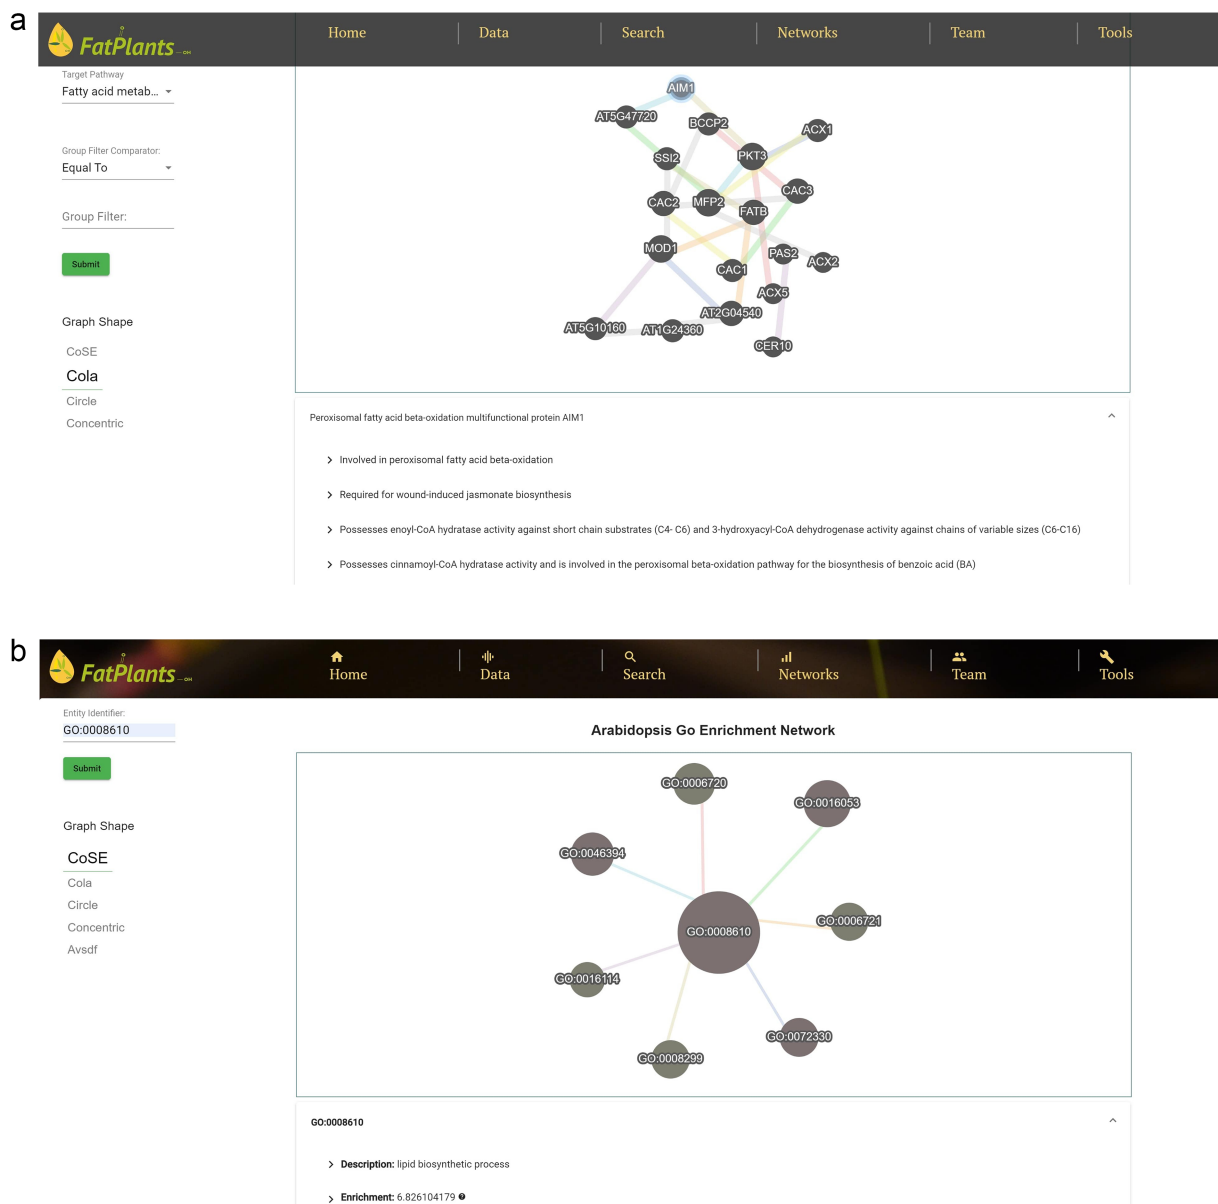 a
FatPlants
Home
Data
Search
Networks
Team
Tools
Target Pathway
Fatty acid metab...
Group Filter Comparator:
Equal To
Group Filter:
Submit
Graph Shape
CoSE
Cola
Circle
Concentric
AIM1
AT5G47720
BCCP2
ACX1
SSI2
PKT3
CAC3
CAC2
MFP2
FATB
MOD1
PAS2
ACX2
CAC1
ACX5
AT2G04540
AT5G10160
AT1G24360
CER10
Peroxisomal fatty acid beta-oxidation multifunctional protein AIM1
Involved in peroxisomal fatty acid beta-oxidation
Required for wound-induced jasmonate biosynthesis
Possesses enoyl-CoA hydratase activity against short chain substrates (C4- C6) and 3-hydroxyacyl-CoA dehydrogenase activity against chains of variable sizes (C6-C16)
Possesses cinnamoyl-CoA hydratase activity and is involved in the peroxisomal beta-oxidation pathway for the biosynthesis of benzoic acid (BA)
b
FatPlants
Home
Data
Search
Networks
Team
Tools
Entity Identifier:
GO:0008610
Submit
Graph Shape
CoSE
Cola
Circle
Concentric
Avsdf
Arabidopsis Go Enrichment Network
GO:0006720
GO:0016053
GO:0046394
GO:0006721
GO:0008610
GO:0016114
GO:0072330
GO:0008299
GO:0008610
Description: lipid biosynthetic process
Enrichment: 6.826104179